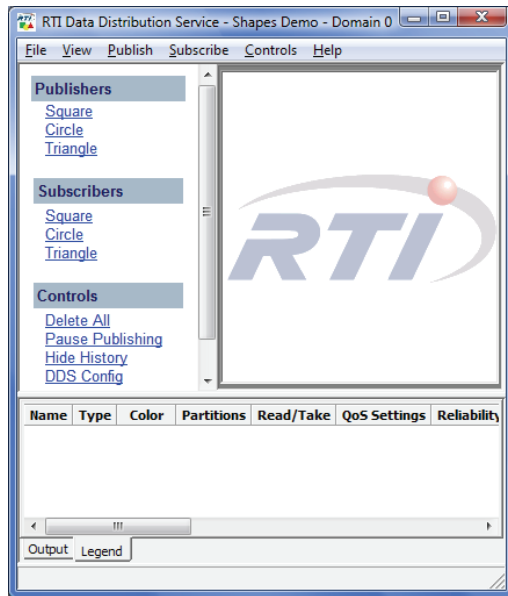 RTI Data Distribution Service - Shapes Demo - Domain 0
File View Publish Subscribe Controls Help
Publishers
Square
Circle
Triangle
Subscribers
Square
Circle
Triangle
Controls
Delete All
Pause Publishing
Hide History
DDS Config
RTI
Name Type Color Partitions Read/Take QoS Settings Reliability
Output Legend